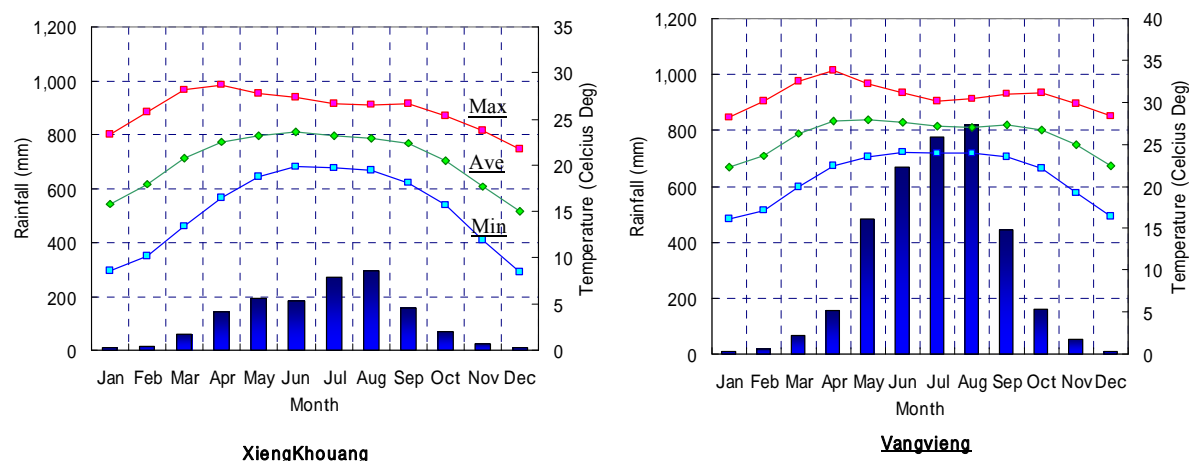 1,200
1,000
800
600
400
200
0
Rainfall (mm)
35
30
25
20
15
10
5
0
Temperature (Celcius Deg)
Max
Ave
Min
Jan Feb Mar Apr May Jun Jul Aug Sep Oct Nov Dec
Month
XiengKhouang
1,200
1,000
800
600
400
200
0
Rainfall (mm)
40
35
30
25
20
15
10
5
0
Temperature (Celcius Deg)
Jan Feb Mar Apr May Jun Jul Aug Sep Oct Nov Dec
Month
Vangvieng